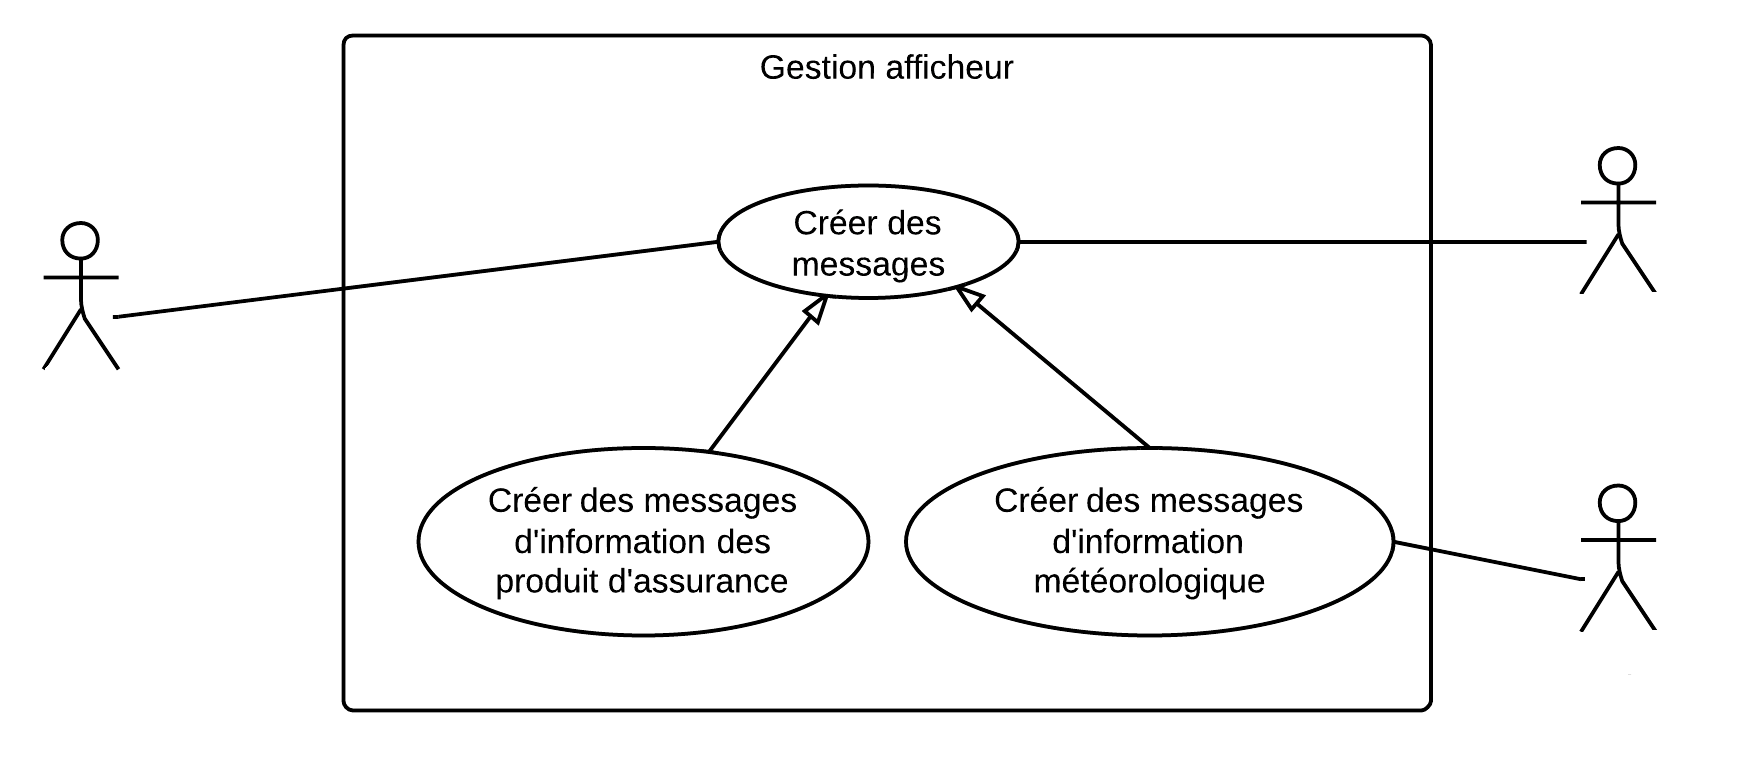 Gestion afficheur
Créer des
messages
Créer des messages
d'information des
produit d'assurance
Créer des messages
d'information
météorologique